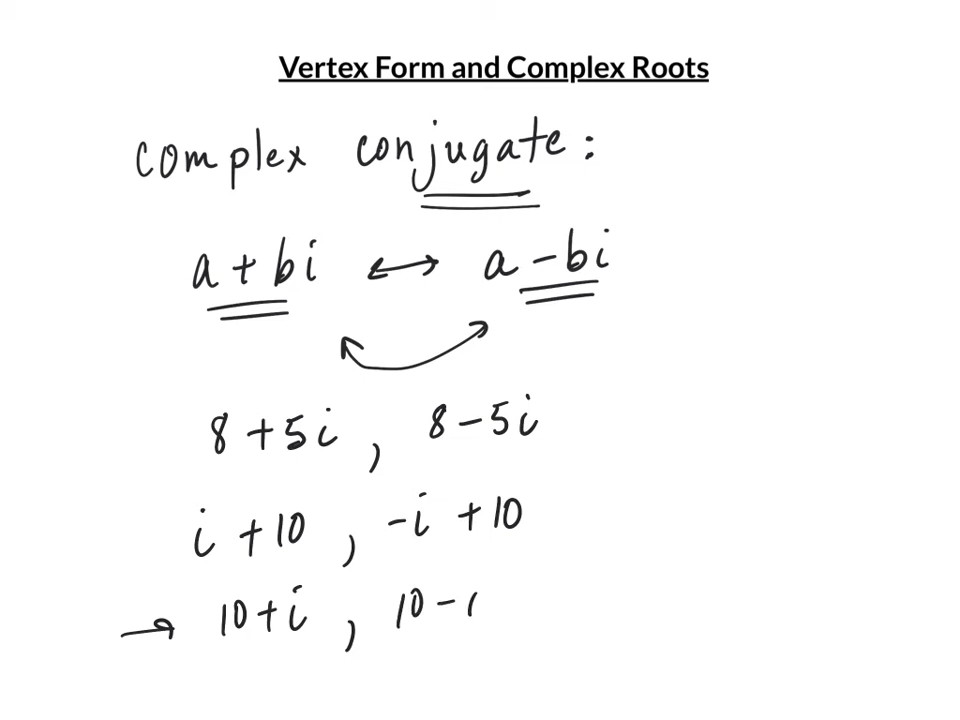 Vertex Form and Complex Roots
complex conjugate:
a+bi ↔ a-bi
8+5i, 8-5i
i+10, -i+10
→ 10+i, 10-